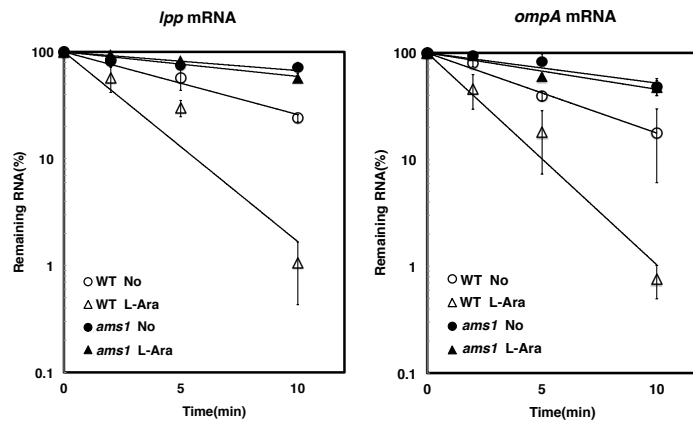 lpp mRNA
100
10
1
0.1
Remaining RNA(%)
WT No
WT L-Ara
ams1 No
ams1 L-Ara
0
5
10
Time(min)
ompA mRNA
100
10
1
0.1
Remaining RNA(%)
WT No
WT L-Ara
ams1 No
ams1 L-Ara
0
5
10
Time(min)